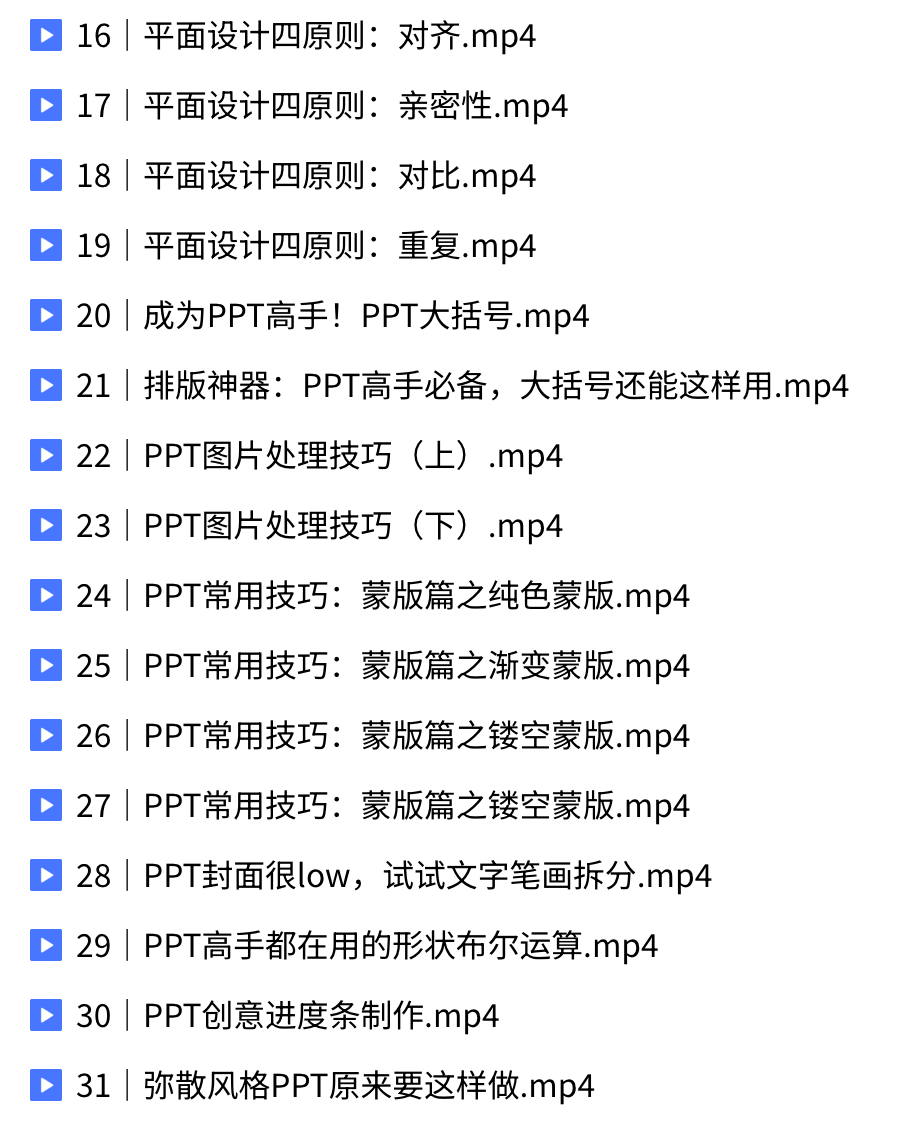 16｜平面设计四原则：对齐.mp4
17｜平面设计四原则：亲密性.mp4
18｜平面设计四原则：对比.mp4
19｜平面设计四原则：重复.mp4
20｜成为PPT高手！PPT大括号.mp4
21｜排版神器：PPT高手必备，大括号还能这样用.mp4
22｜PPT图片处理技巧（上）.mp4
23｜PPT图片处理技巧（下）.mp4
24｜PPT常用技巧：蒙版篇之纯色蒙版.mp4
25｜PPT常用技巧：蒙版篇之渐变蒙版.mp4
26｜PPT常用技巧：蒙版篇之镂空蒙版.mp4
27｜PPT常用技巧：蒙版篇之镂空蒙版.mp4
28｜PPT封面很low，试试文字笔画拆分.mp4
29｜PPT高手都在用的形状布尔运算.mp4
30｜PPT创意进度条制作.mp4
31｜弥散风格PPT原来要这样做.mp4